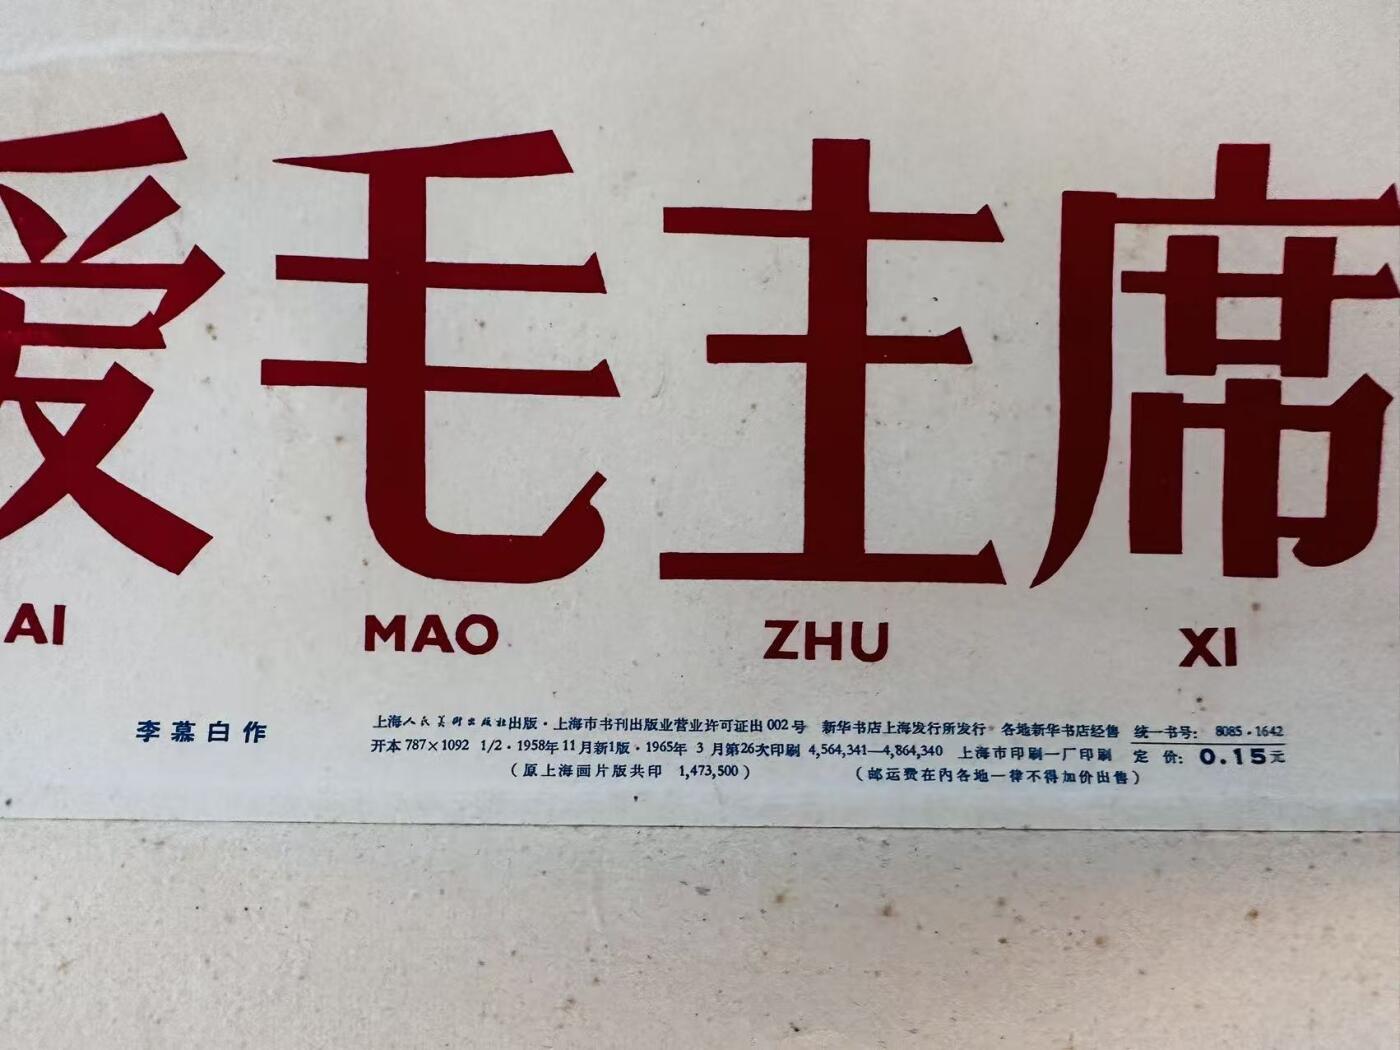 爱毛主席
AI MAO ZHU XI
李慕白作
上海人民美術出版社出版·上海市书刊出版业营业许可证出002号 新华书店上海发行所发行 各地新华书店经售 统一书号：8085·1642
开本787×1092 1/2·1958年11月新1版·1965年 3 月第26次印刷 4,564,341—4,864,340 上海市印刷一厂印刷 定 价：0.15元
（原上海画片版共印 1,473,500） （邮运费在內各地一律不得加价出售）